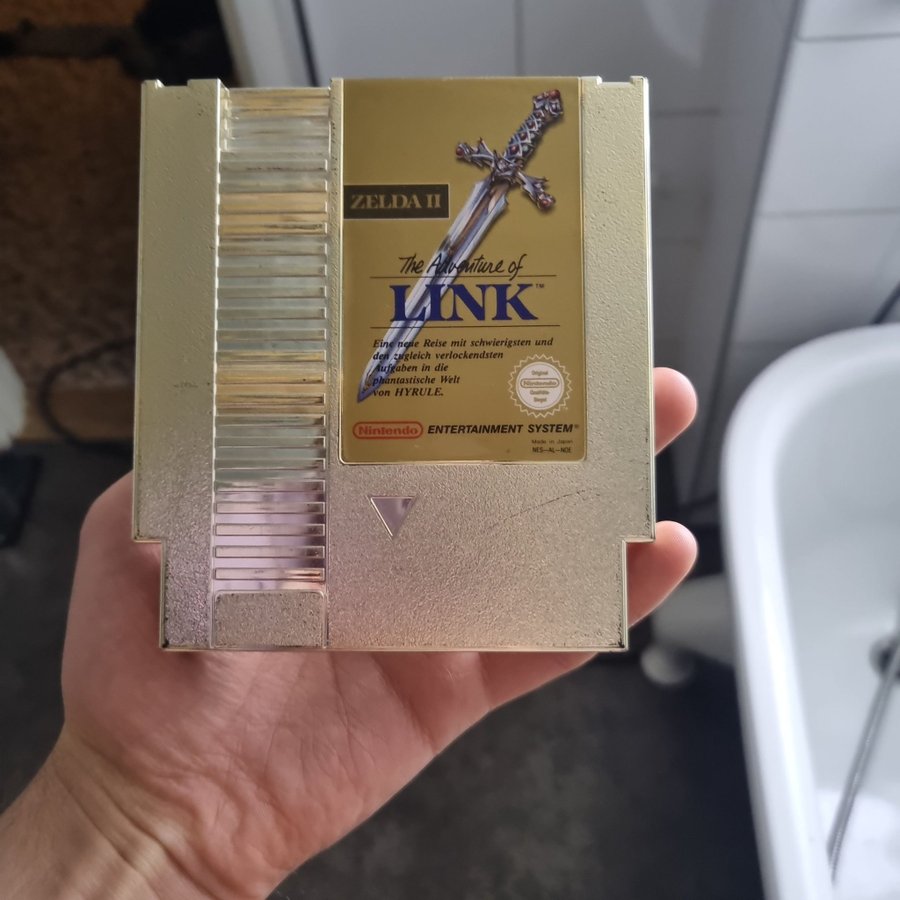 ZELDA II
The Adventure of
LINK™
Eine neue Reise mit schwierigsten und
den zugleich verlockendsten
Aufgaben in die
phantastische Welt
von HYRULE.
Original
Nintendo
Qualitäts-
Siegel
Nintendo ENTERTAINMENT SYSTEM®
Made in Japan
NES-AL-NOE